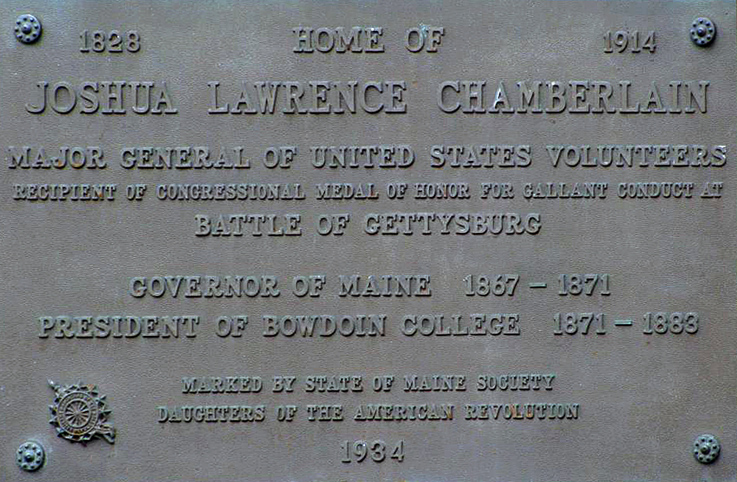 1828 HOME OF 1914
JOSHUA LAWRENCE CHAMBERLAIN
MAJOR GENERAL OF UNITED STATES VOLUNTEERS
RECIPIENT OF CONGRESSIONAL MEDAL OF HONOR FOR GALLANT CONDUCT AT
BATTLE OF GETTYSBURG
GOVERNOR OF MAINE 1867 – 1871
PRESIDENT OF BOWDOIN COLLEGE 1871 – 1883
MARKED BY STATE OF MAINE SOCIETY
DAUGHTERS OF THE AMERICAN REVOLUTION
1934